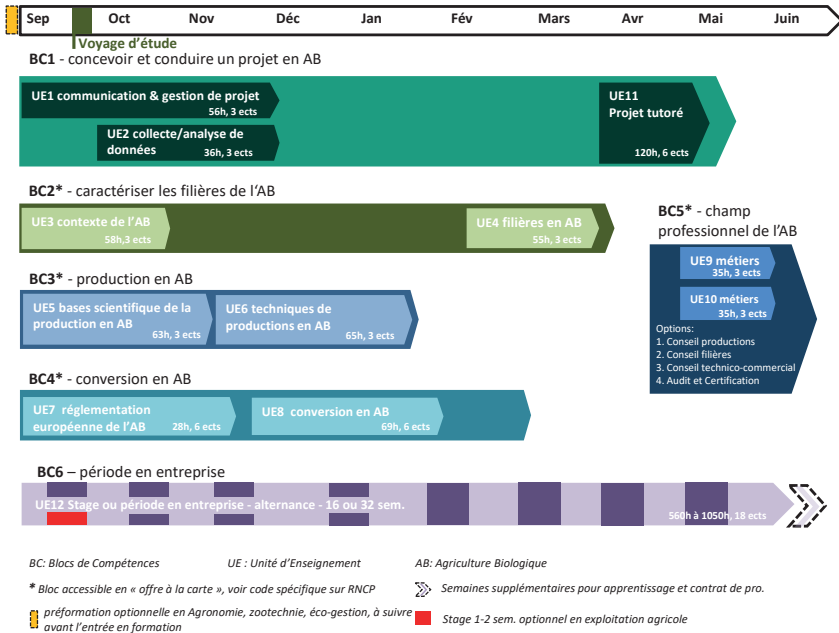 Sep Oct Nov Déc Jan Fév Mars Avr Mai Juin
Voyage d'étude
BC1 - concevoir et conduire un projet en AB
UE1 communication & gestion de projet
56h, 3 ects
UE2 collecte/analyse de
données
36h, 3 ects
UE11
Projet tutoré
120h, 6 ects
BC2* - caractériser les filières de l'AB
UE3 contexte de l'AB
58h,3 ects
UE4 filières en AB
55h, 3 ects
BC3* - production en AB
UE5 bases scientifique de la
production en AB
63h, 3 ects
UE6 techniques de
productions en AB
65h, 3 ects
BC4* - conversion en AB
UE7 réglementation
européenne de l'AB
28h, 6 ects
UE8 conversion en AB
69h, 6 ects
BC5* - champ
professionnel de l'AB
UE9 métiers
35h, 3 ects
UE10 métiers
35h, 3 ects
Options:
1. Conseil productions
2. Conseil filières
3. Conseil technico-commercial
4. Audit et Certification
BC6 – période en entreprise
UE12 Stage ou période en entreprise - alternance - 16 ou 32 sem.
560h à 1050h, 18 ects
BC: Blocs de Compétences
UE : Unité d'Enseignement
AB: Agriculture Biologique
* Bloc accessible en « offre à la carte », voir code spécifique sur RNCP
Semaines supplémentaires pour apprentissage et contrat de pro.
préformation optionnelle en Agronomie, zootechnie, éco-gestion, à suivre
avant l'entrée en formation
Stage 1-2 sem. optionnel en exploitation agricole